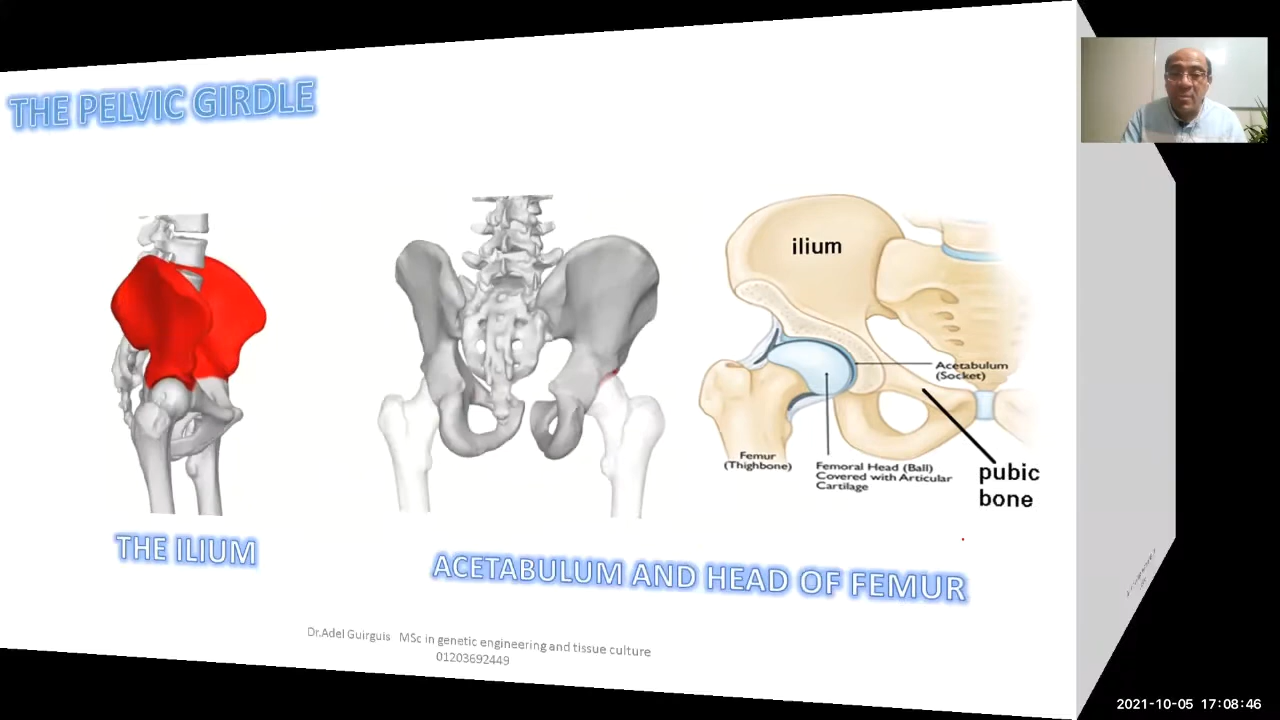 THE PELVIC GIRDLE
ilium
Acetabulum
(Socket)
Femur
(Thighbone)
Femoral Head (Ball)
Covered with Articular
Cartilage
pubic
bone
THE ILIUM
ACETABULUM AND HEAD OF FEMUR
Dr.Adel Guirguis MSc in genetic engineering and tissue culture
01203692449
2021-10-05 17:08:46